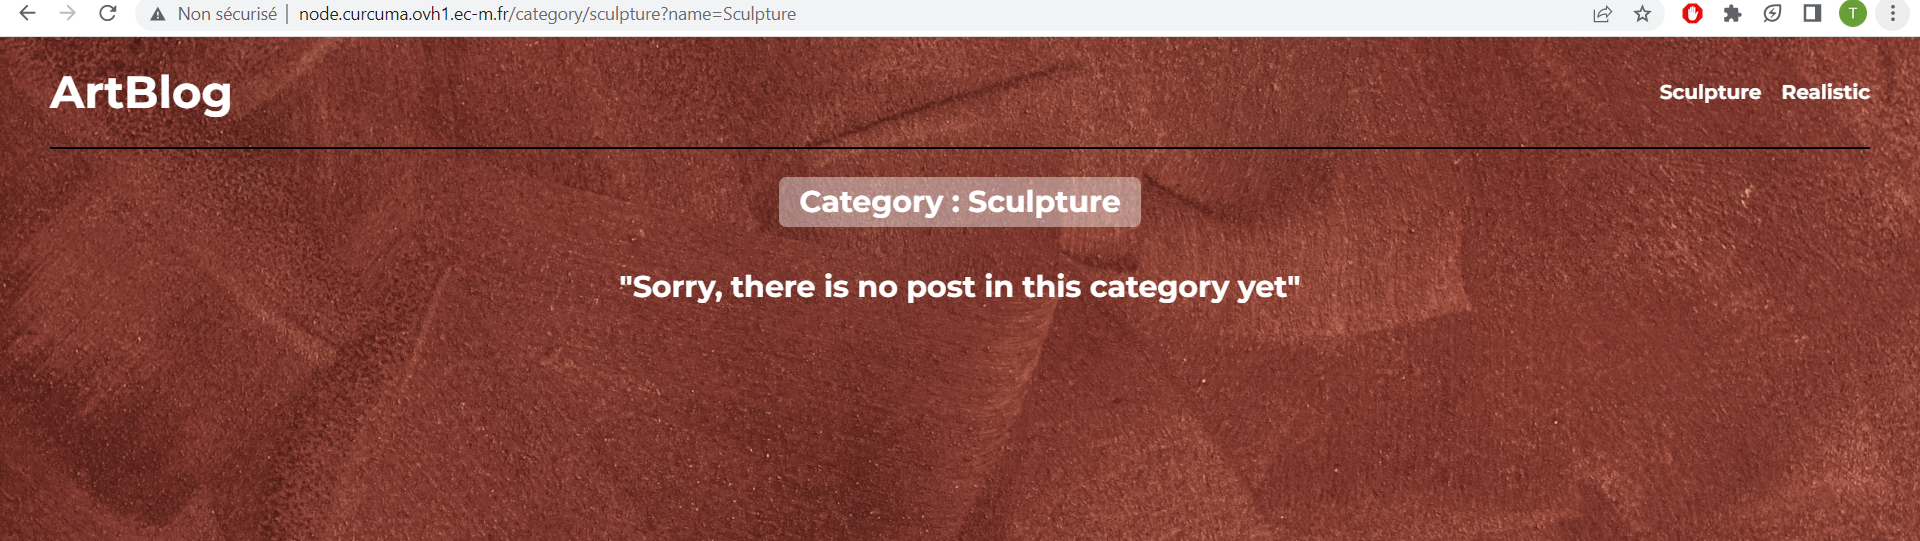 Non sécurisé | node.curcuma.ovh1.ec-m.fr/category/sculpture?name=Sculpture
T
ArtBlog
Sculpture Realistic
Category : Sculpture
"Sorry, there is no post in this category yet"